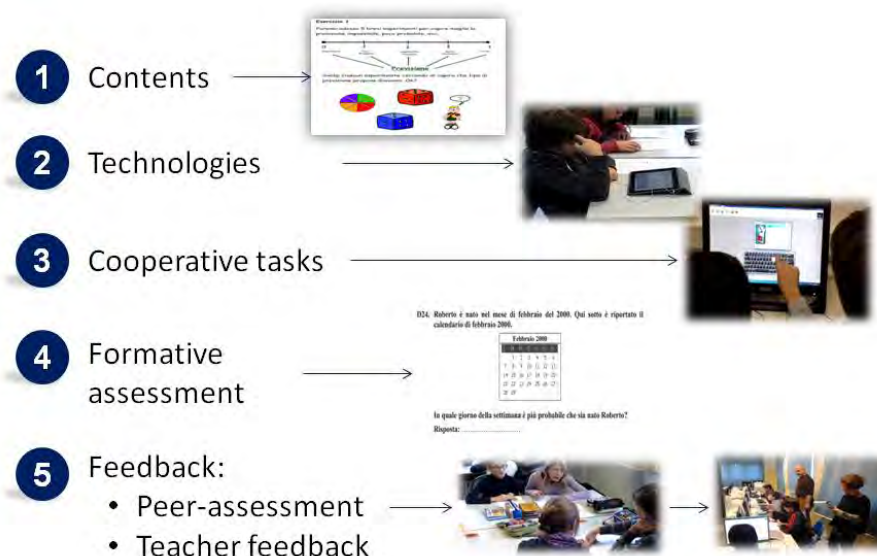 Esercizio 1
1
Contents
2
Technologies
3
Cooperative tasks
D24. Roberto è nato nel mese di febbraio del 2000. Qui sotto è riportato il
calendario di febbraio 2000.
Febbraio 2000
4
Formative
assessment
In quale giorno della settimana è più probabile che sia nato Roberto?
Risposta: ........................
5
Feedback:
• Peer-assessment
• Teacher feedback